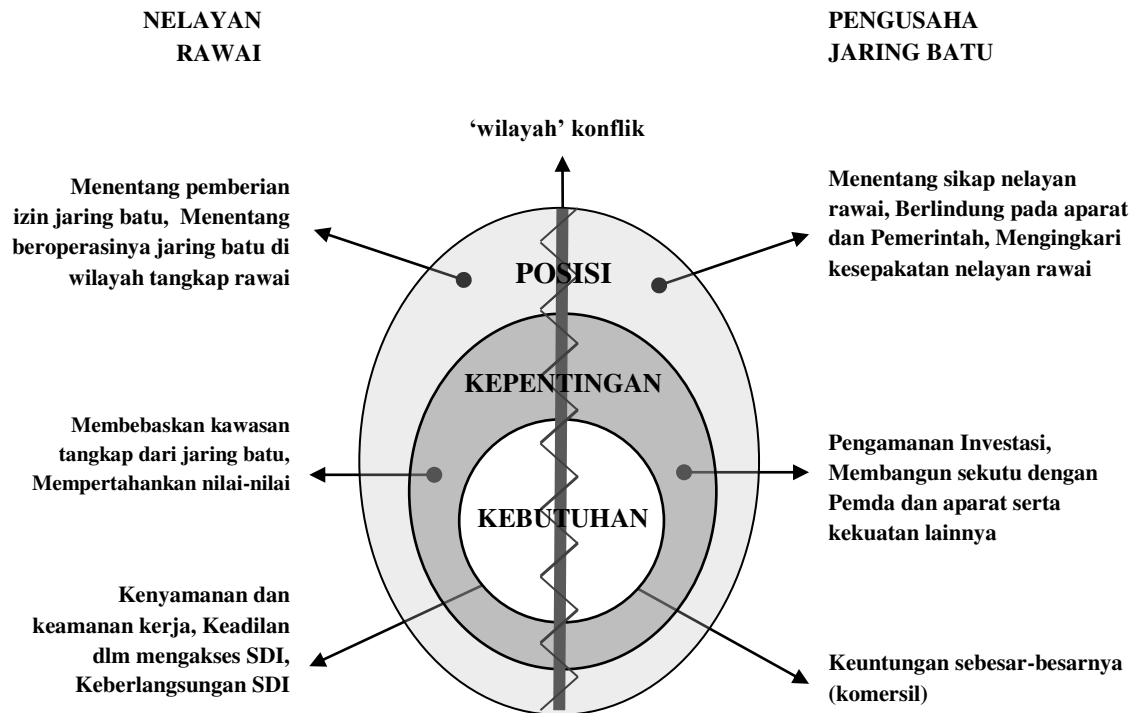 NELAYAN
RAWAI
PENGUSAHA
JARING BATU
‘wilayah’ konflik
Menentang pemberian
izin jaring batu, Menentang
beroperasinya jaring batu di
wilayah tangkap rawai
POSISI
Menentang sikap nelayan
rawai, Berlindung pada aparat
dan Pemerintah, Mengingkari
kesepakatan nelayan rawai
Membebaskan kawasan
tangkap dari jaring batu,
Mempertahankan nilai-nilai
KEPENTINGAN
Pengamanan Investasi,
Membangun sekutu dengan
Pemda dan aparat serta
kekuatan lainnya
KEBUTUHAN
Kenyamanan dan
keamanan kerja, Keadilan
dlm mengakses SDI,
Keberlangsungan SDI
Keuntungan sebesar-besarnya
(komersil)